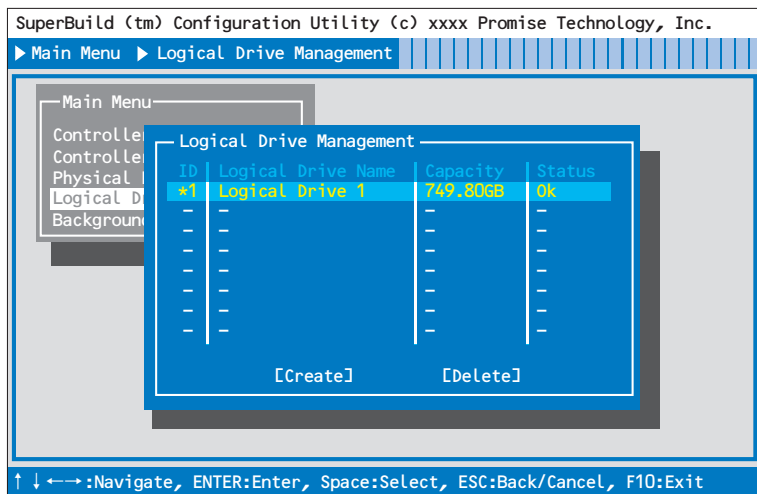 SuperBuild (tm) Configuration Utility (c) xxxx Promise Technology, Inc.
Main Menu Logical Drive Management
Main Menu
Logical Drive Management
ID Logical Drive Name Capacity Status
*1 Logical Drive 1 749.80GB Ok
– – – –
– – – –
– – – –
– – – –
– – – –
– – – –
– – – –
[Create] [Delete]
Physical
↑↓←→:Navigate, ENTER:Enter, Space:Select, ESC:Back/Cancel, F10:Exit